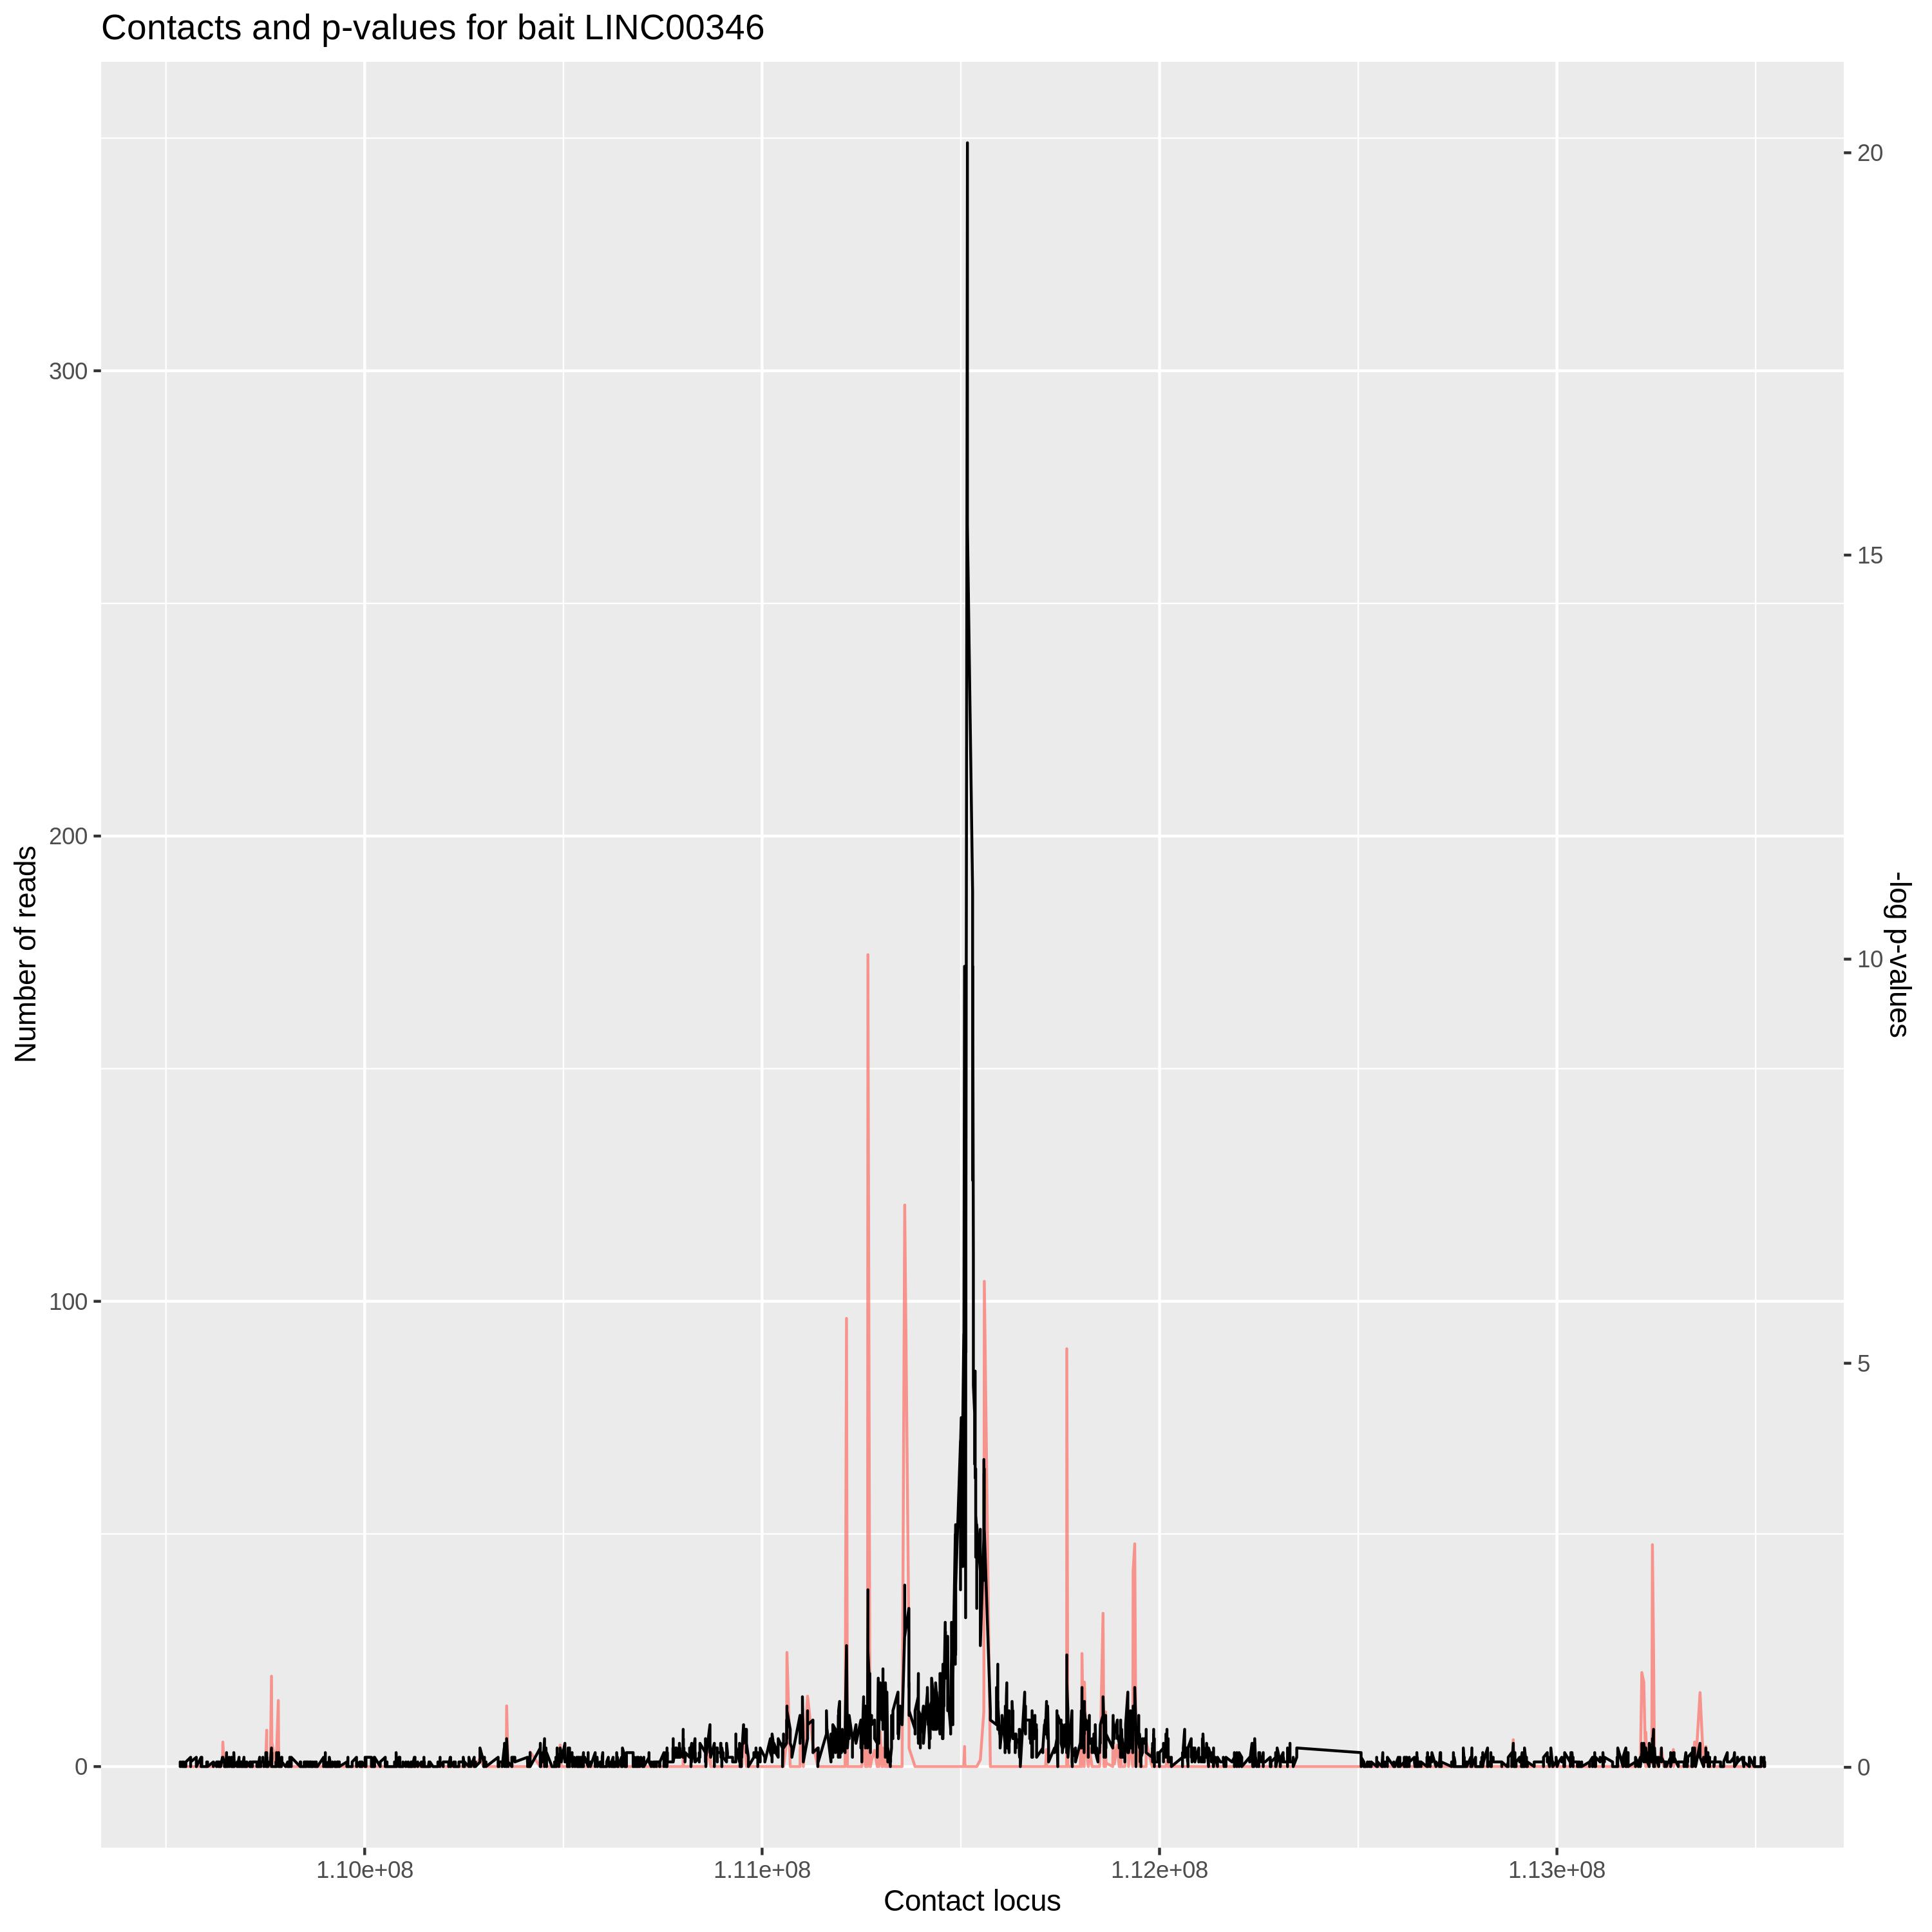 Contacts and p-values for bait LINC00346
Number of reads
300
200
100
0
20
15
10
5
0
-log p-values
1.10e+08
1.11e+08
1.12e+08
1.13e+08
Contact locus